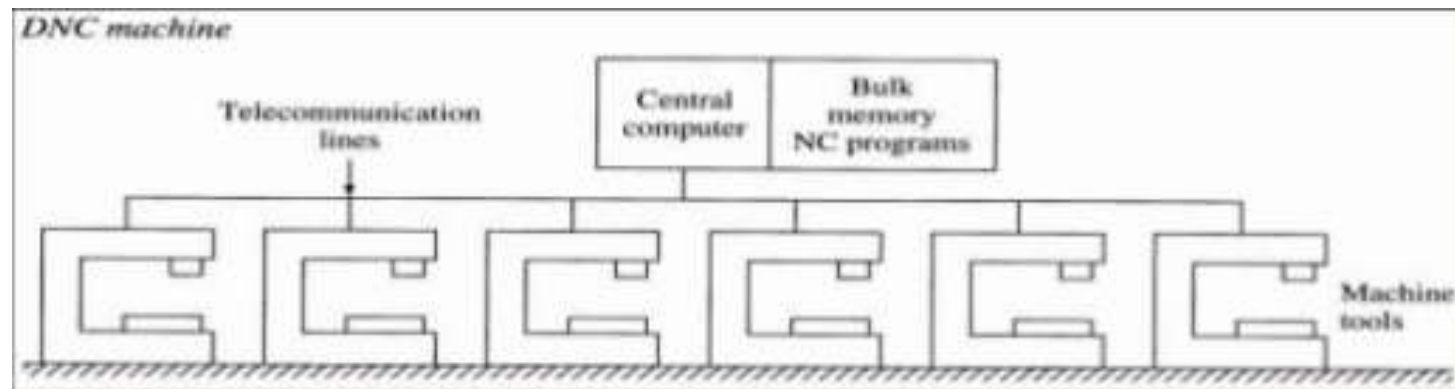 DNC machine
Telecommunication
lines
Central
computer
Bulk
memory
NC programs
Machine
tools